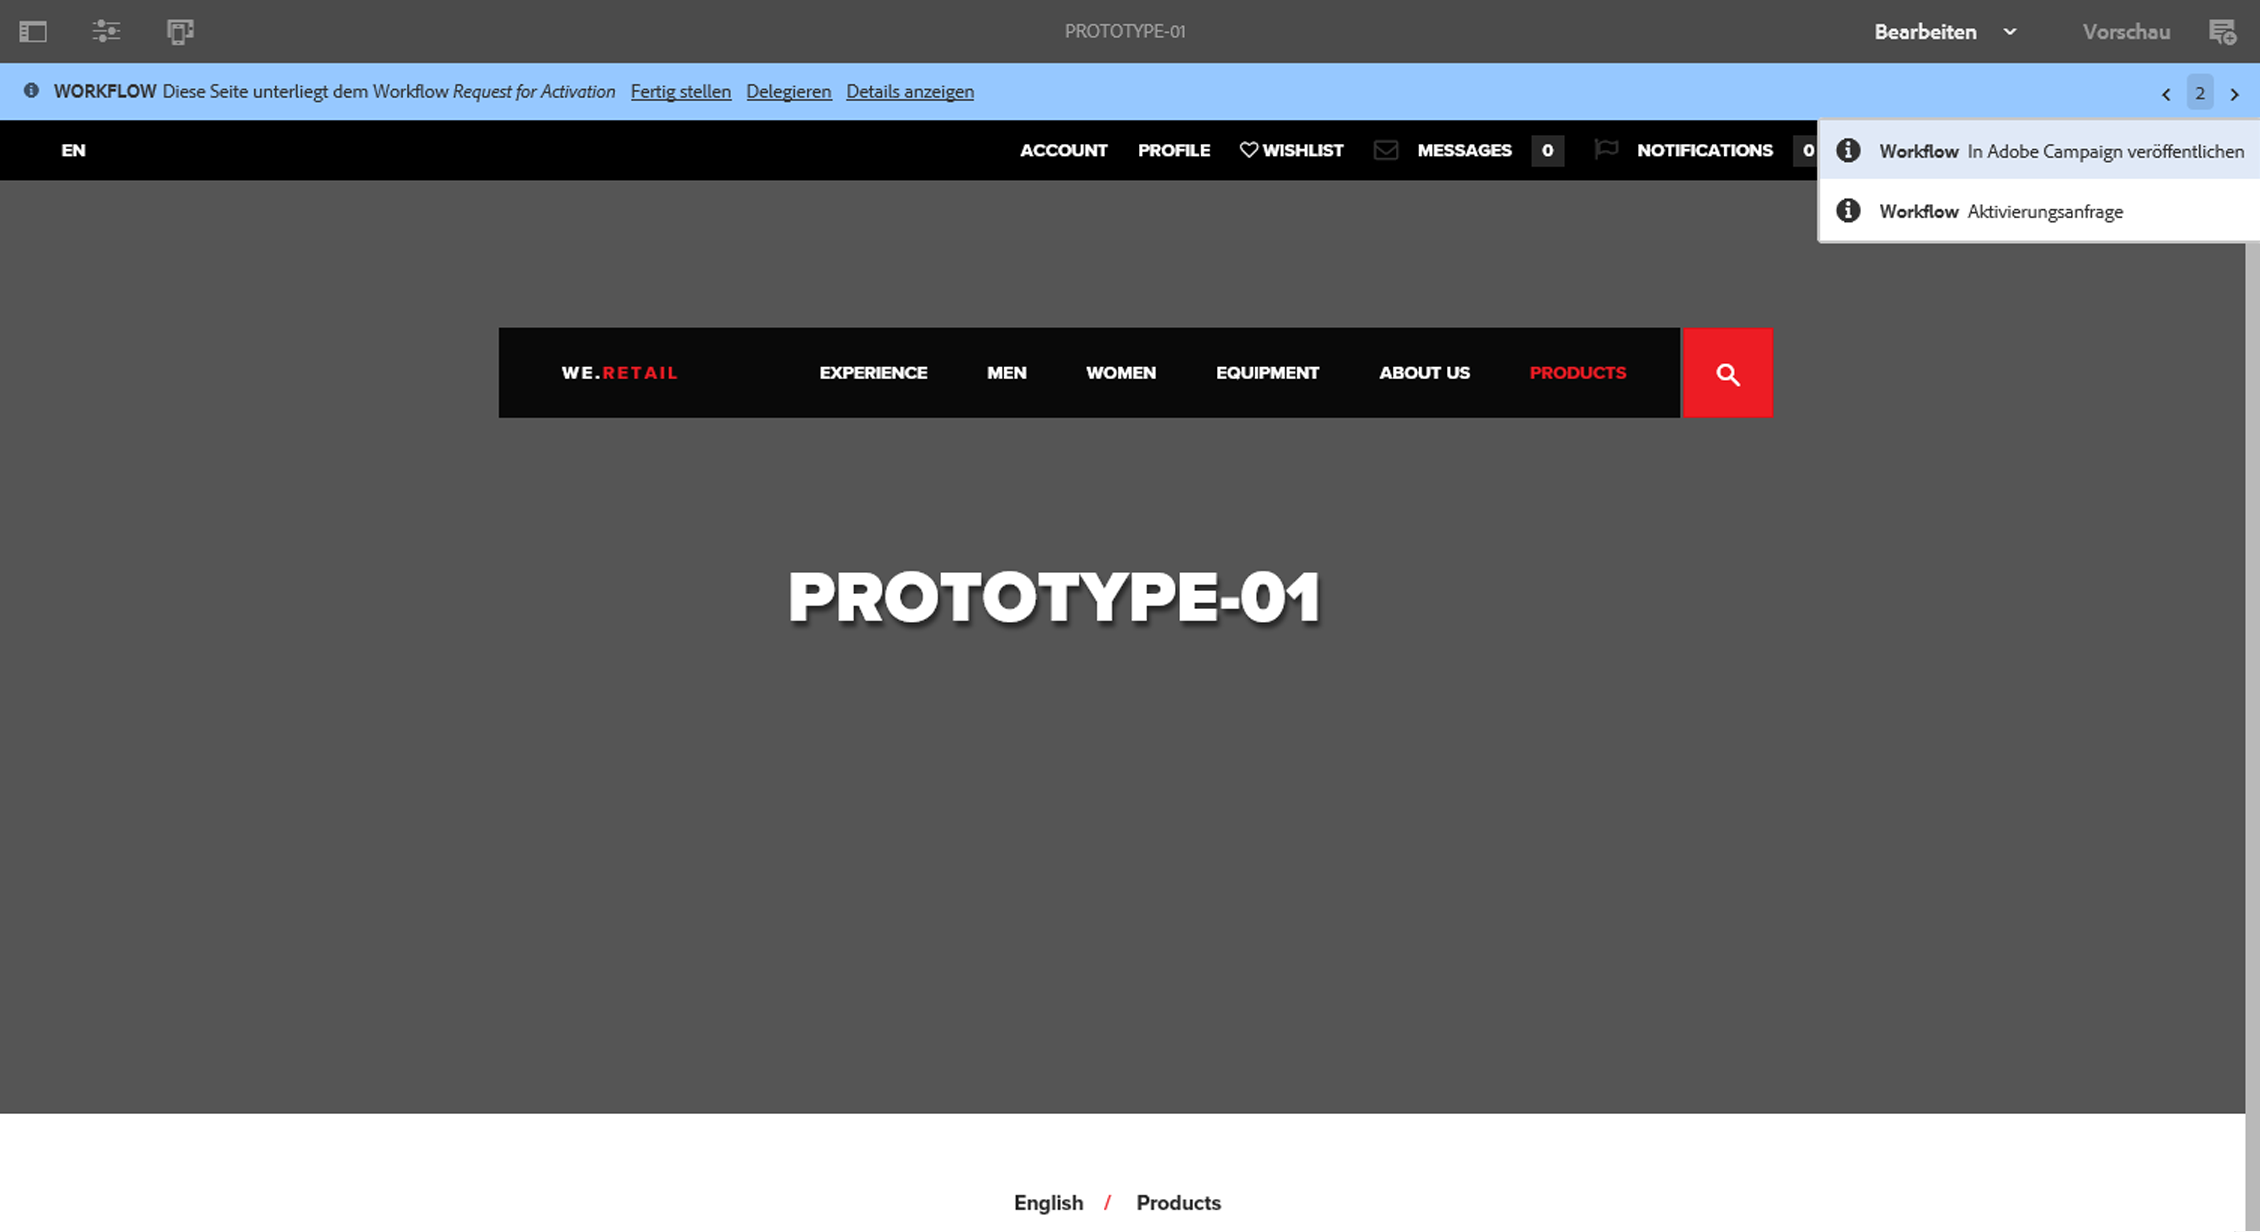 PROTOTYPE-01 Bearbeiten Vorschau
WORKFLOW Diese Seite unterliegt dem Workflow Request for Activation Fertig stellen Delegieren Details anzeigen 2
EN ACCOUNT PROFILE WISHLIST MESSAGES 0 NOTIFICATIONS 0
Workflow In Adobe Campaign veröffentlichen
Workflow Aktivierungsanfrage
WE.RETAIL EXPERIENCE MEN WOMEN EQUIPMENT ABOUT US PRODUCTS
PROTOTYPE-01
English / Products